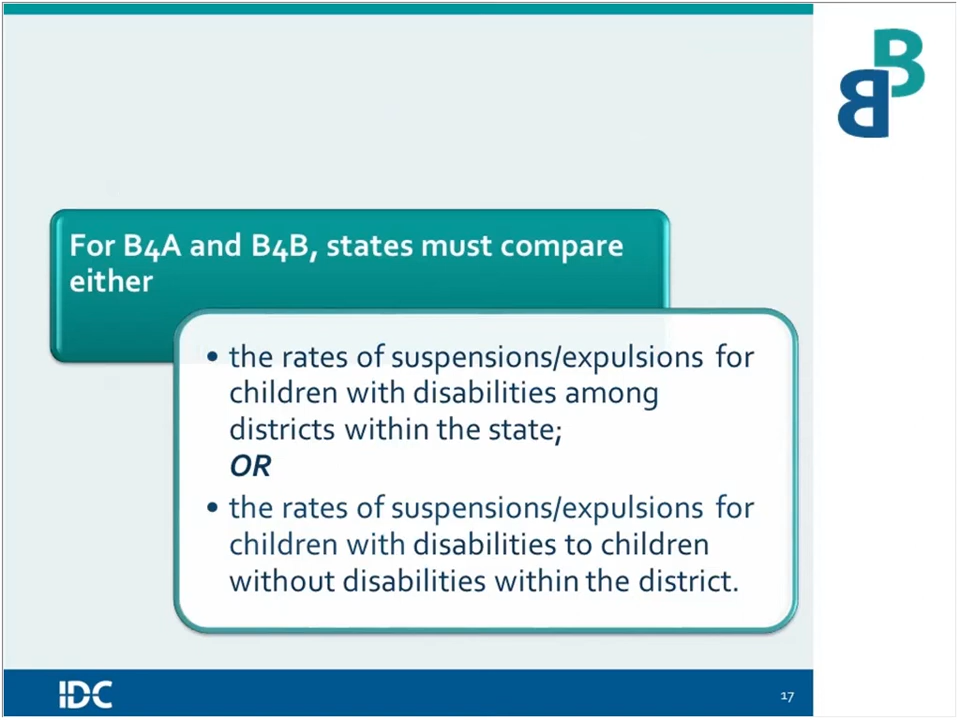 B
B
For B4A and B4B, states must compare
either
• the rates of suspensions/expulsions for
children with disabilities among
districts within the state;
OR
• the rates of suspensions/expulsions for
children with disabilities to children
without disabilities within the district.
IDC
17